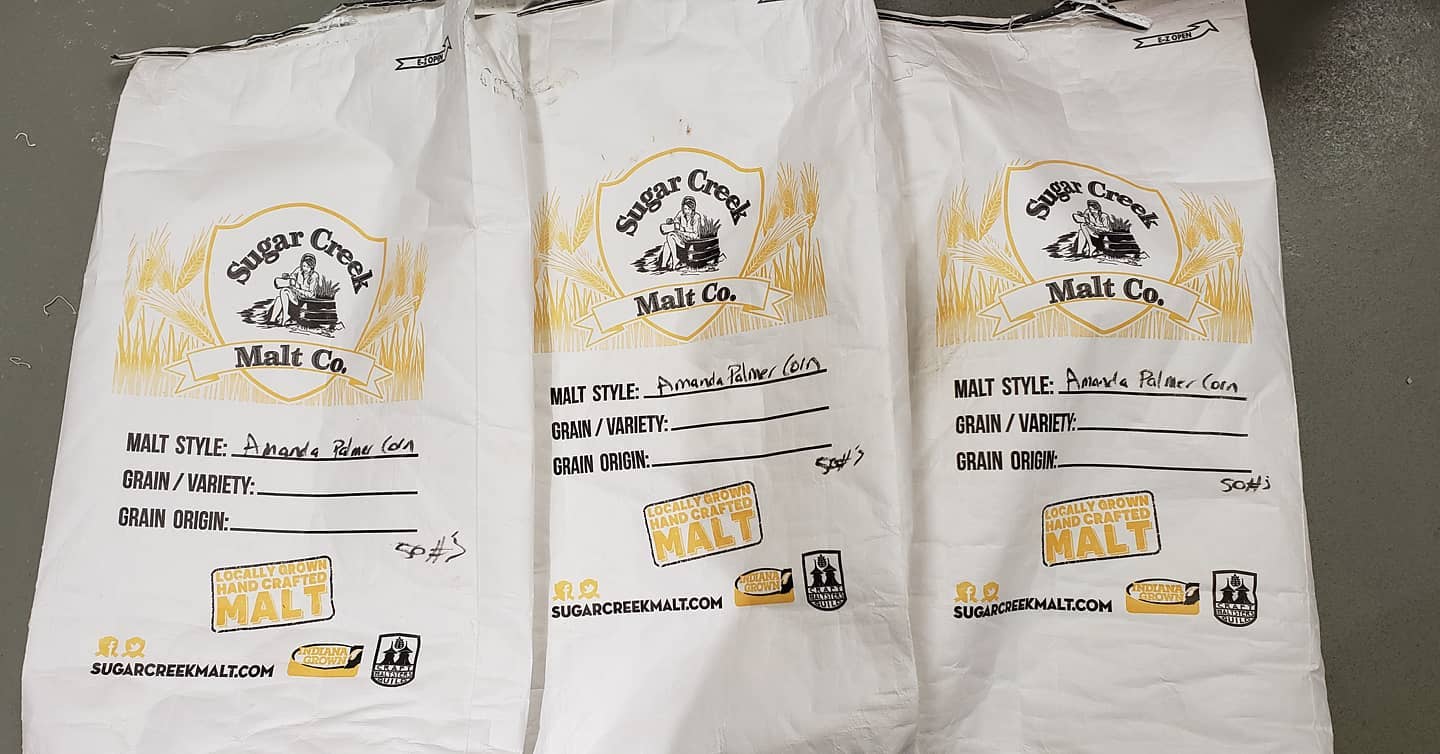 E-Z OPEN
Sugar Creek
Malt Co.
MALT STYLE: Amanda Palmer Corn
GRAIN / VARIETY:
GRAIN ORIGIN:
50#'s
LOCALLY GROWN
HAND CRAFTED
MALT
SUGARCREEKMALT.COM
INDIANA
GROWN
CRAFT
MALTSTERS
GUILD
Sugar Creek
Malt Co.
MALT STYLE: Amanda Palmer Corn
GRAIN / VARIETY:
GRAIN ORIGIN:
50#'s
LOCALLY GROWN
HAND CRAFTED
MALT
SUGARCREEKMALT.COM
INDIANA
GROWN
CRAFT
MALTSTERS
GUILD
E-Z OPEN
Sugar Creek
Malt Co.
MALT STYLE: Amanda Palmer Corn
GRAIN / VARIETY:
GRAIN ORIGIN:
50#'s
LOCALLY GROWN
HAND CRAFTED
MALT
SUGARCREEKMALT.COM
INDIANA
GROWN
CRAFT
MALTSTERS
GUILD